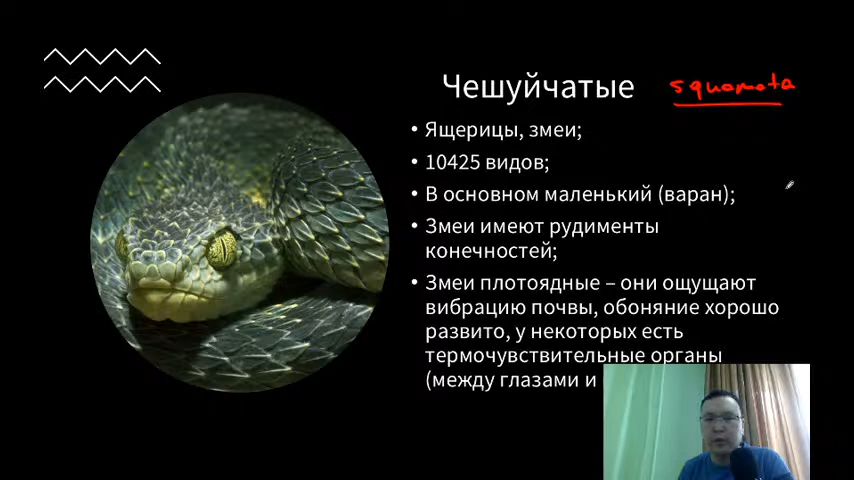 Чешуйчатые squamata
• Ящерицы, змеи;
• 10425 видов;
• В основном маленький (варан);
• Змеи имеют рудименты
конечностей;
• Змеи плотоядные – они ощущают
вибрацию почвы, обоняние хорошо
развито, у некоторых есть
термочувствительные органы
(между глазами и